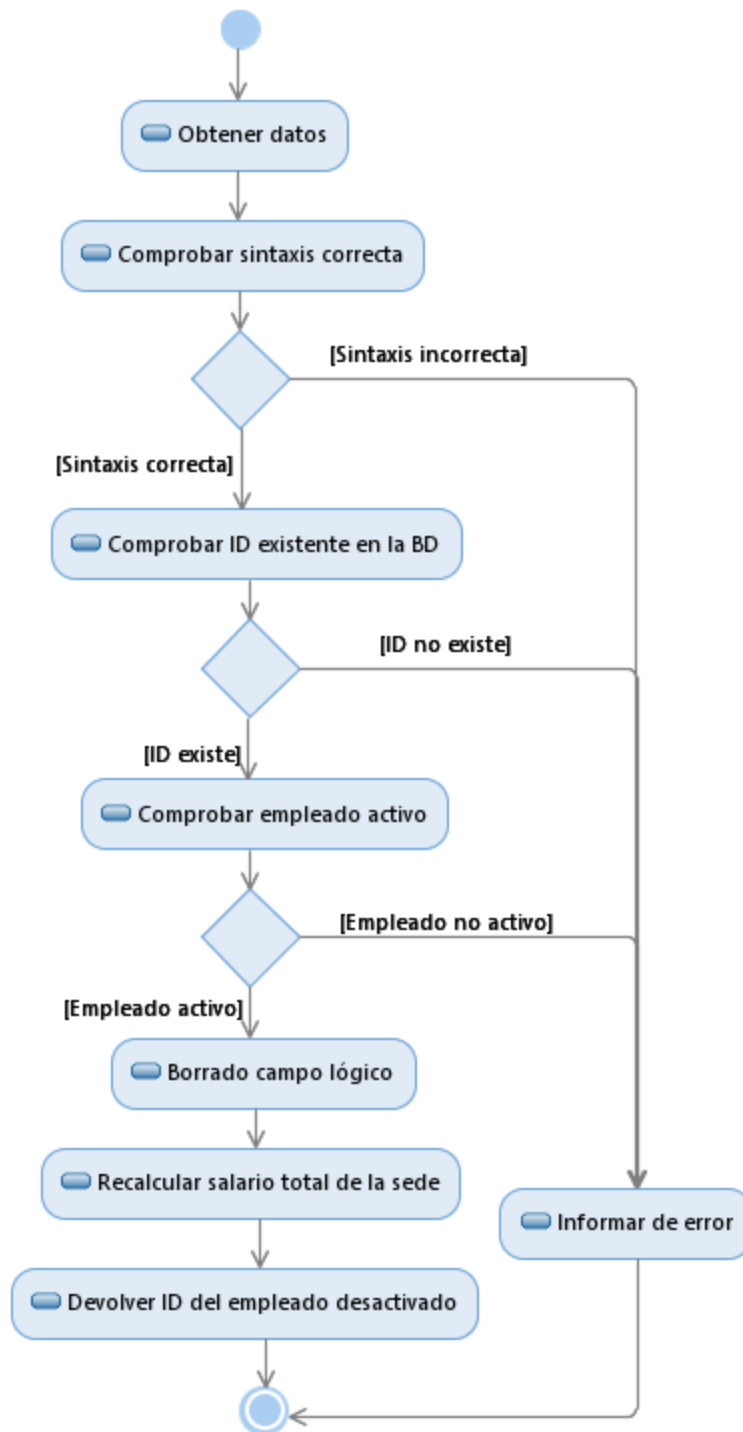 Obtener datos
Comprobar sintaxis correcta
[Sintaxis incorrecta]
[Sintaxis correcta]
Comprobar ID existente en la BD
[ID no existe]
[ID existe]
Comprobar empleado activo
[Empleado no activo]
[Empleado activo]
Borrado campo lógico
Recalcular salario total de la sede
Informar de error
Devolver ID del empleado desactivado